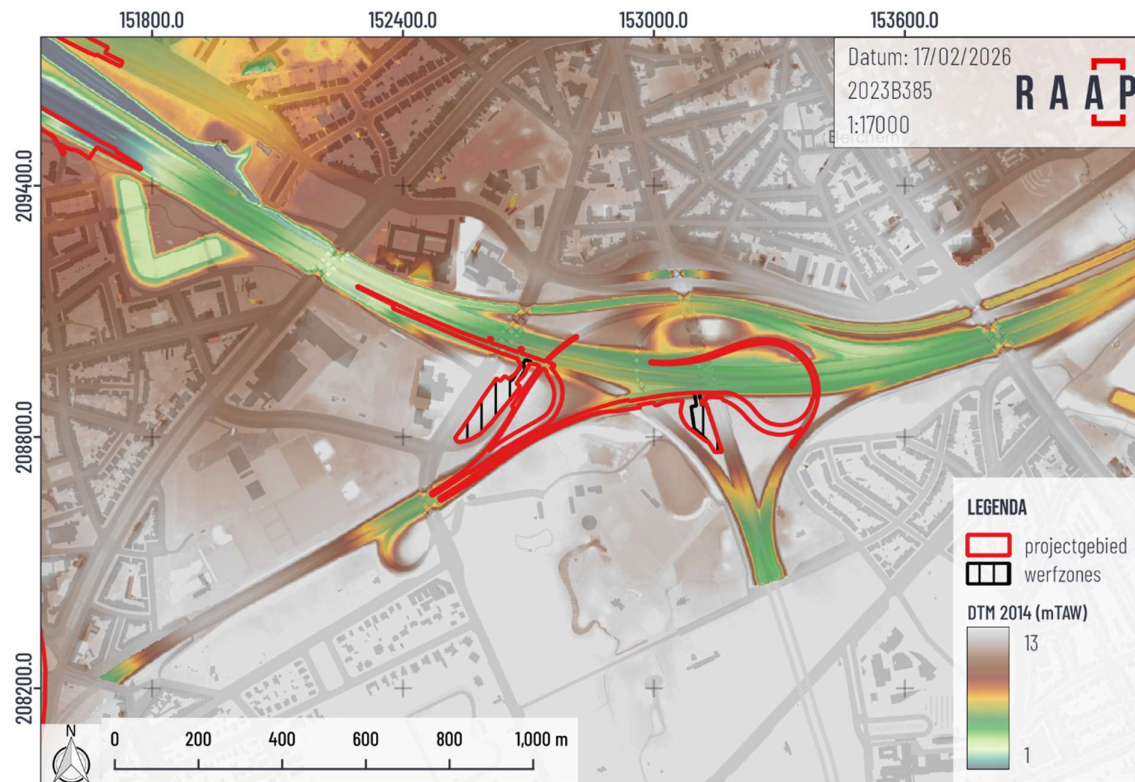 151800.0 152400.0 153000.0 153600.0
Datum: 17/02/2026
2023B385
1:17000
RAAP
Berchem
209400.0
208800.0
208200.0
LEGENDA
projectgebied
werfzones
DTM 2014 (mTAW)
13
1
N
0 200 400 600 800 1,000 m